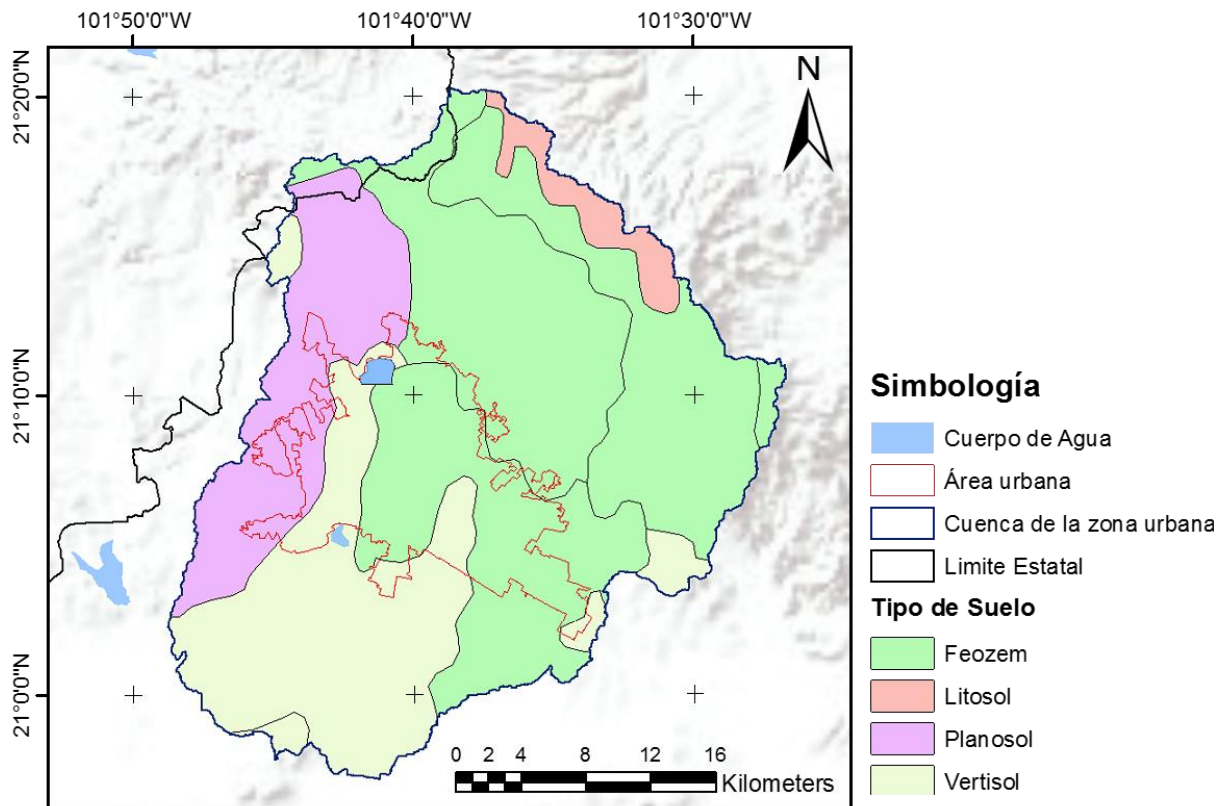 101°50'0"W 101°40'0"W 101°30'0"W
21°20'0"N
21°10'0"N
21°0'0"N
N
0 2 4 8 12 16
Kilometers
Simbología
Cuerpo de Agua
Área urbana
Cuenca de la zona urbana
Limite Estatal
Tipo de Suelo
Feozem
Litosol
Planosol
Vertisol